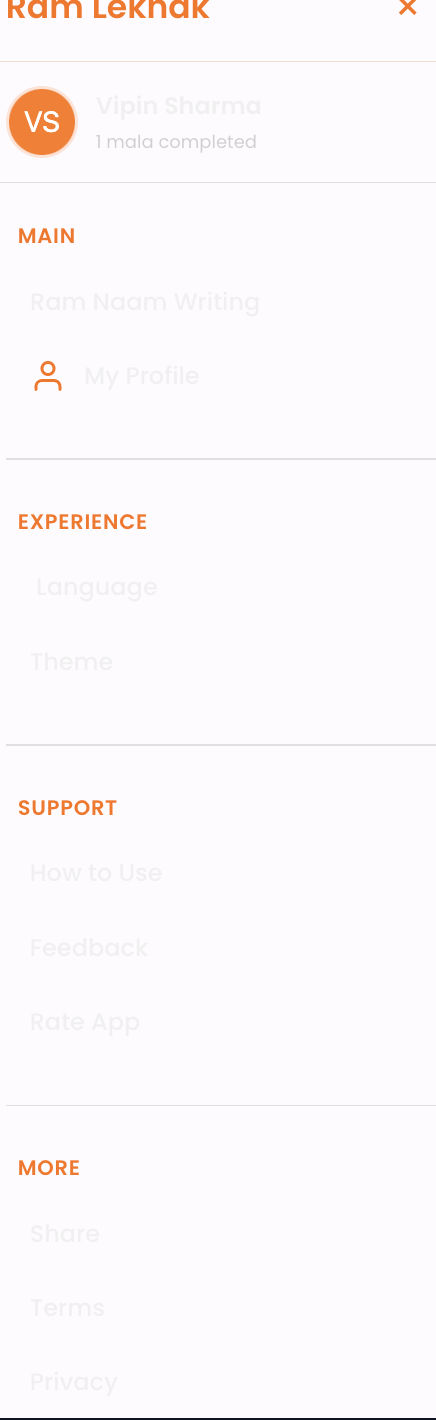 Ram Lekhak
VS
Vipin Sharma
1 mala completed
MAIN
Ram Naam Writing
My Profile
EXPERIENCE
Language
Theme
SUPPORT
How to Use
Feedback
Rate App
MORE
Share
Terms
Privacy